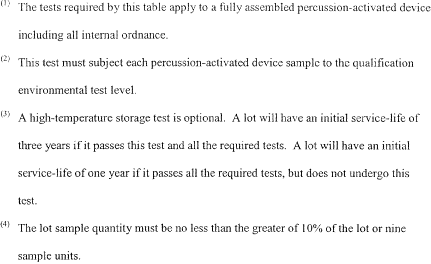 (1) The tests required by this table apply to a fully assembled percussion-activated device
including all internal ordnance.
(2) This test must subject each percussion-activated device sample to the qualification
environmental test level.
(3) A high-temperature storage test is optional. A lot will have an initial service-life of
three years if it passes this test and all the required tests. A lot will have an initial
service-life of one year if it passes all the required tests, but does not undergo this
test.
(4) The lot sample quantity must be no less than the greater of 10% of the lot or nine
sample units.